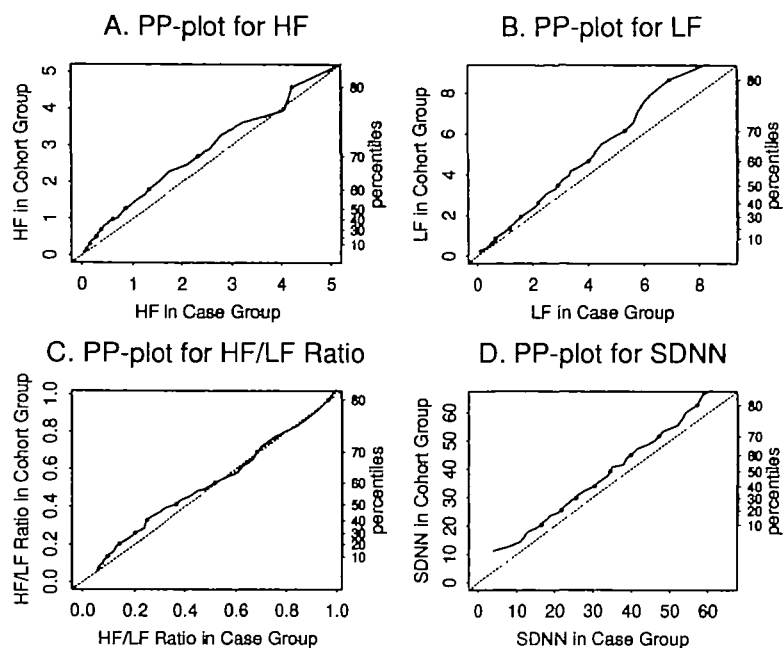 A. PP-plot for HF
HF in Cohort Group
5
4
3
2
1
0
80
70
60
50
40
30
10
percentiles
0 1 2 3 4 5
HF In Case Group
B. PP-plot for LF
LF in Cohort Group
8
6
4
2
0
80
70
60
50
40
30
10
percentiles
0 2 4 6 8
LF in Case Group
C. PP-plot for HF/LF Ratio
HF/LF Ratio in Cohort Group
1.0
0.8
0.6
0.4
0.2
0.0
80
70
60
50
40
30
20
10
percentiles
0.0 0.2 0.4 0.6 0.8 1.0
HF/LF Ratio in Case Group
D. PP-plot for SDNN
SDNN in Cohort Group
60
50
40
30
20
10
0
80
70
60
50
40
30
20
10
percentiles
0 10 20 30 40 50 60
SDNN in Case Group